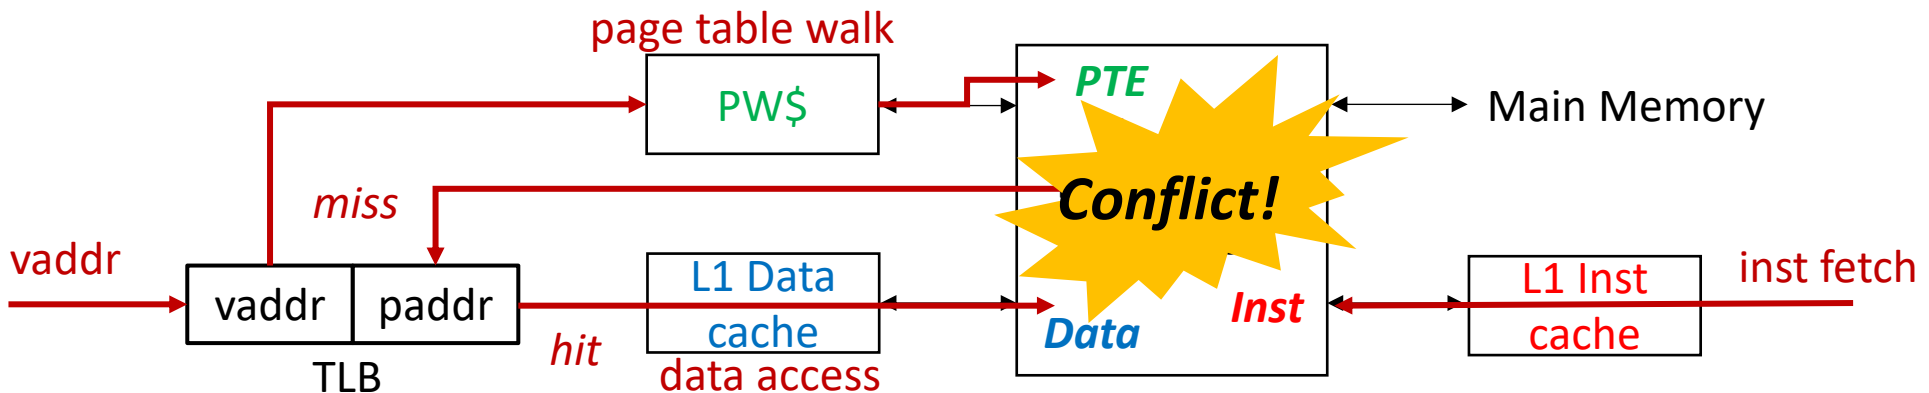 page table walk
PW$
PTE
Main Memory
Conflict!
miss
vaddr
vaddr
paddr
TLB
hit
L1 Data
cache
data access
Data
Inst
L1 Inst
cache
inst fetch